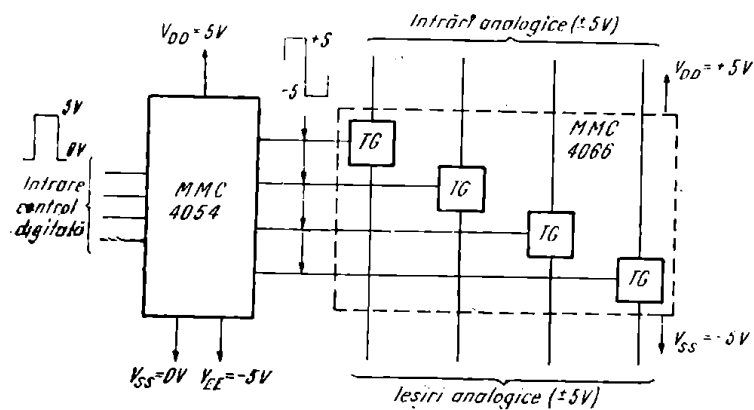 Intrări analogice (±5V)
V_DD = 5V
+5
-5
V_DD = +5V
5V
0V
MMC
4066
TG
TG
TG
TG
Intrare
control
digitală
MMC
4054
V_SS=0V
V_EE=-5V
V_SS = -5V
Ieșiri analogice (±5V)